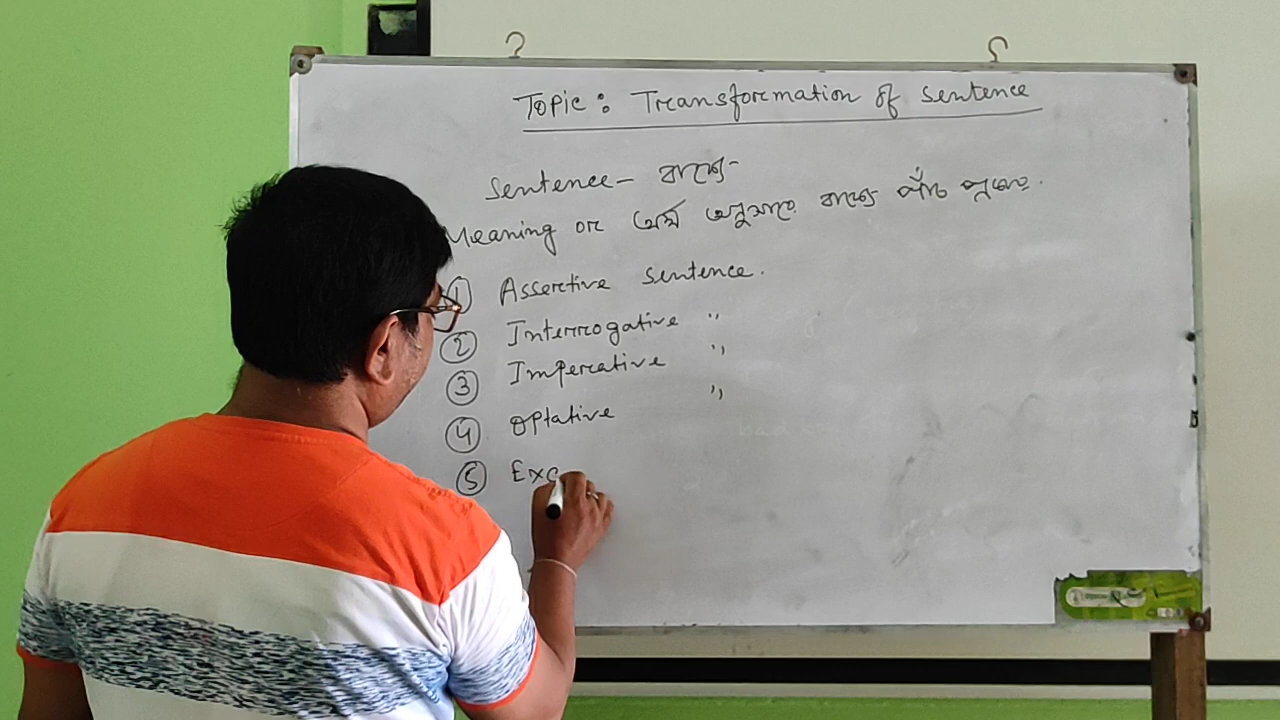 Topic: Transformation of sentence
Sentence – বাক্য-
Meaning or অর্থ অনুসারে বাক্য পাঁচ প্রকার.
① Assertive sentence.
② Interrogative "
③ Imperative "
④ Optative "
⑤ Exc